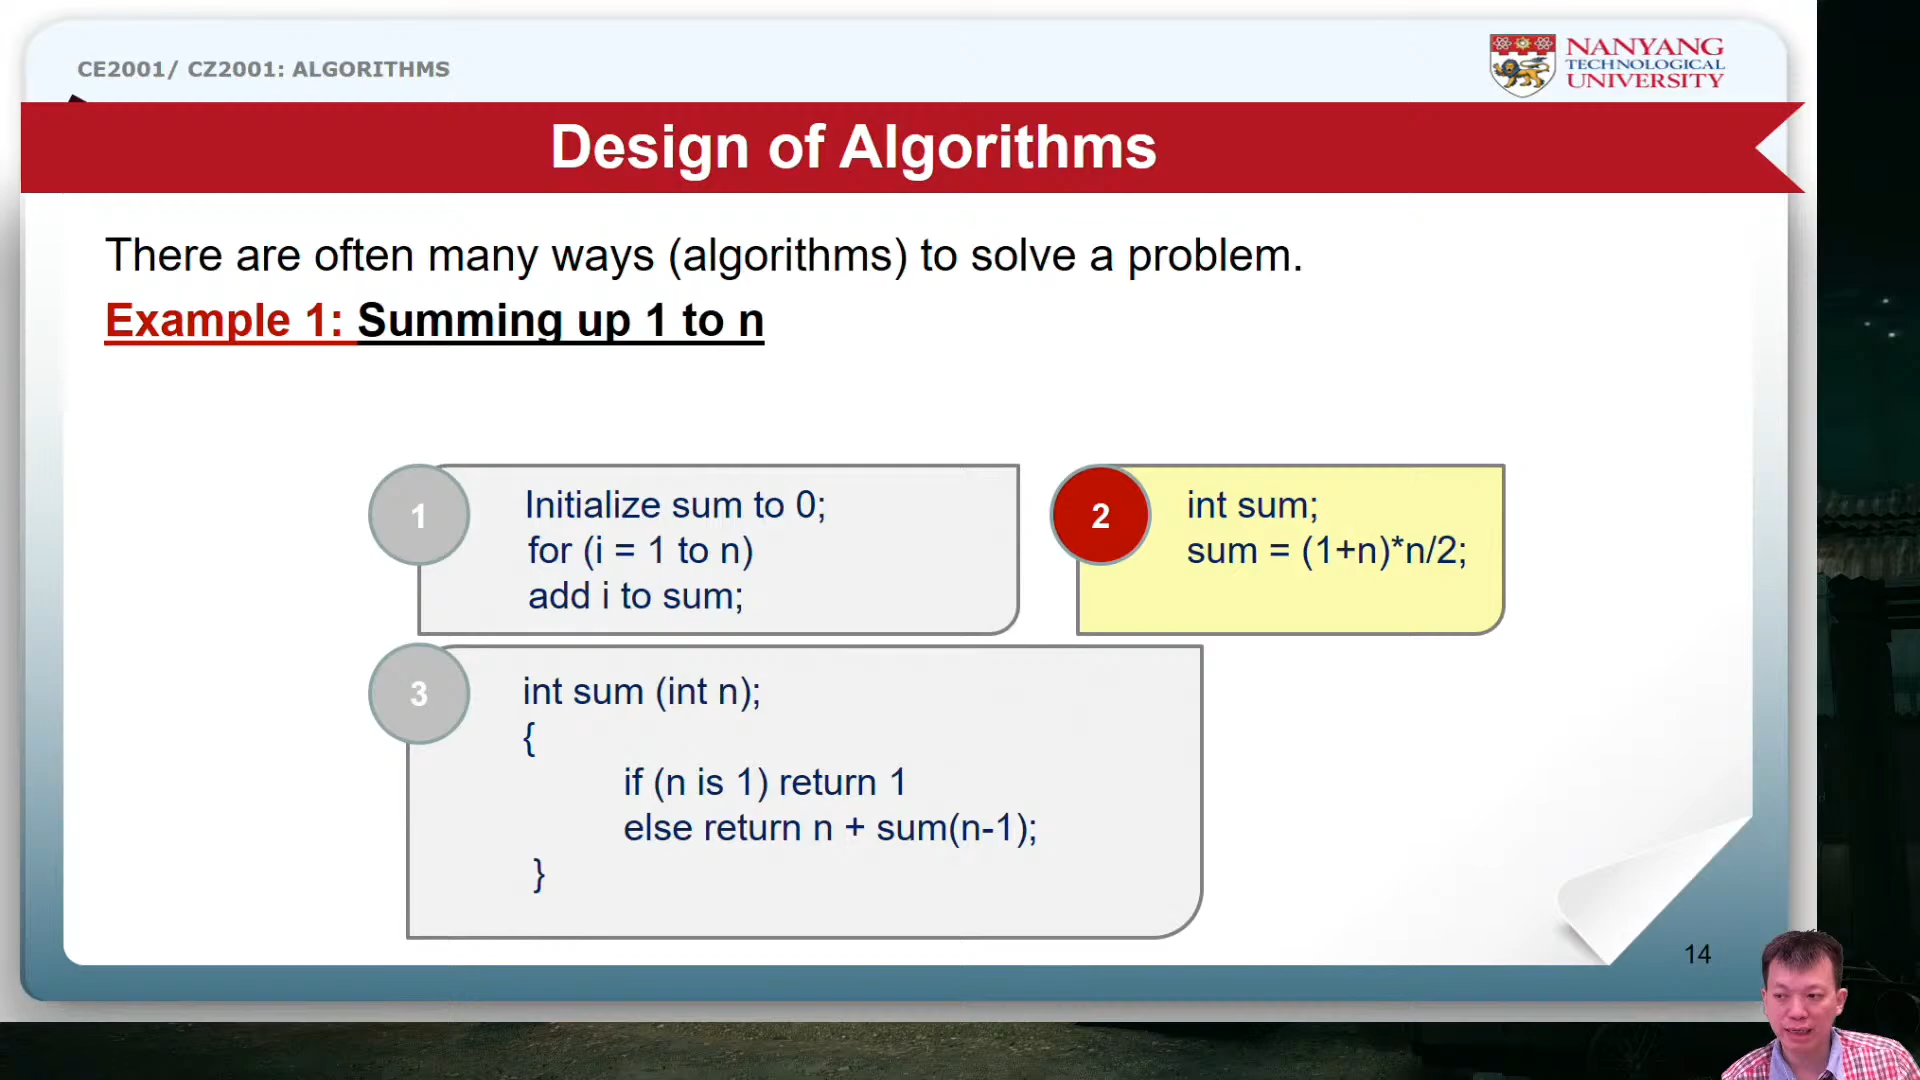 CE2001/ CZ2001: ALGORITHMS
NANYANG
TECHNOLOGICAL
UNIVERSITY
Design of Algorithms
There are often many ways (algorithms) to solve a problem.
Example 1: Summing up 1 to n
1
Initialize sum to 0;
for (i = 1 to n)
add i to sum;
2
int sum;
sum = (1+n)*n/2;
3
int sum (int n);
{
if (n is 1) return 1
else return n + sum(n-1);
}
14